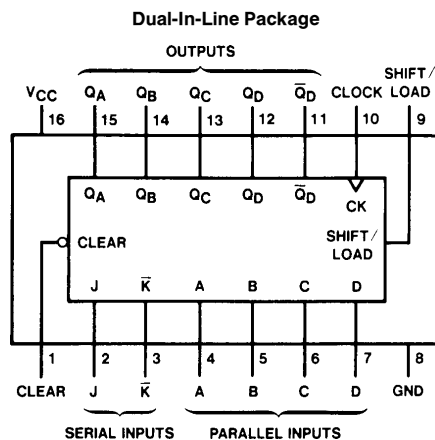 Dual-In-Line Package
OUTPUTS
SHIFT/
VCC QA QB QC QD Q̅D CLOCK LOAD
16 15 14 13 12 11 10 9
QA QB QC QD Q̅D
CK
CLEAR SHIFT/
LOAD
J K̅ A B C D
1 2 3 4 5 6 7 8
CLEAR J K̅ A B C D GND
SERIAL INPUTS PARALLEL INPUTS